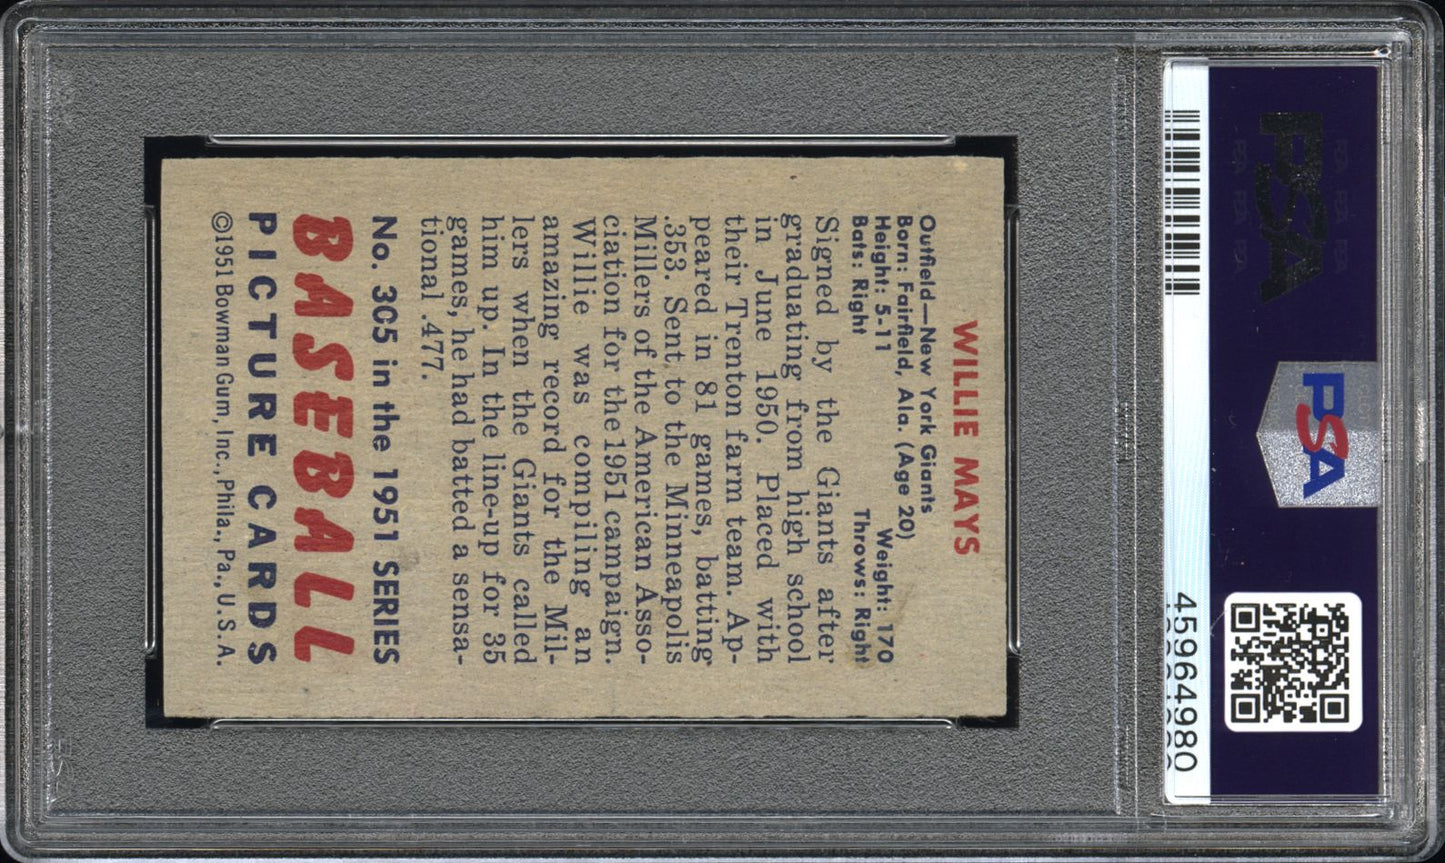 WILLIE MAYS
Outfield—New York Giants
Born: Fairfield, Ala. (Age 20)
Height: 5-11 Weight: 170
Bats: Right Throws: Right
Signed by the Giants after
graduating from high school
in June 1950. Placed with
their Trenton farm team. Ap-
peared in 81 games, batting
.353. Sent to the Minneapolis
Millers of the American Asso-
ciation for the 1951 campaign.
Willie was compiling an
amazing record for the Mil-
lers when the Giants called
him up. In the line-up for 35
games, he had batted a sensa-
tional .477.
No. 305 in the 1951 SERIES
BASEBALL
PICTURE CARDS
©1951 Bowman Gum, Inc., Phila., Pa., U.S.A.
PSA
PSA
45964980